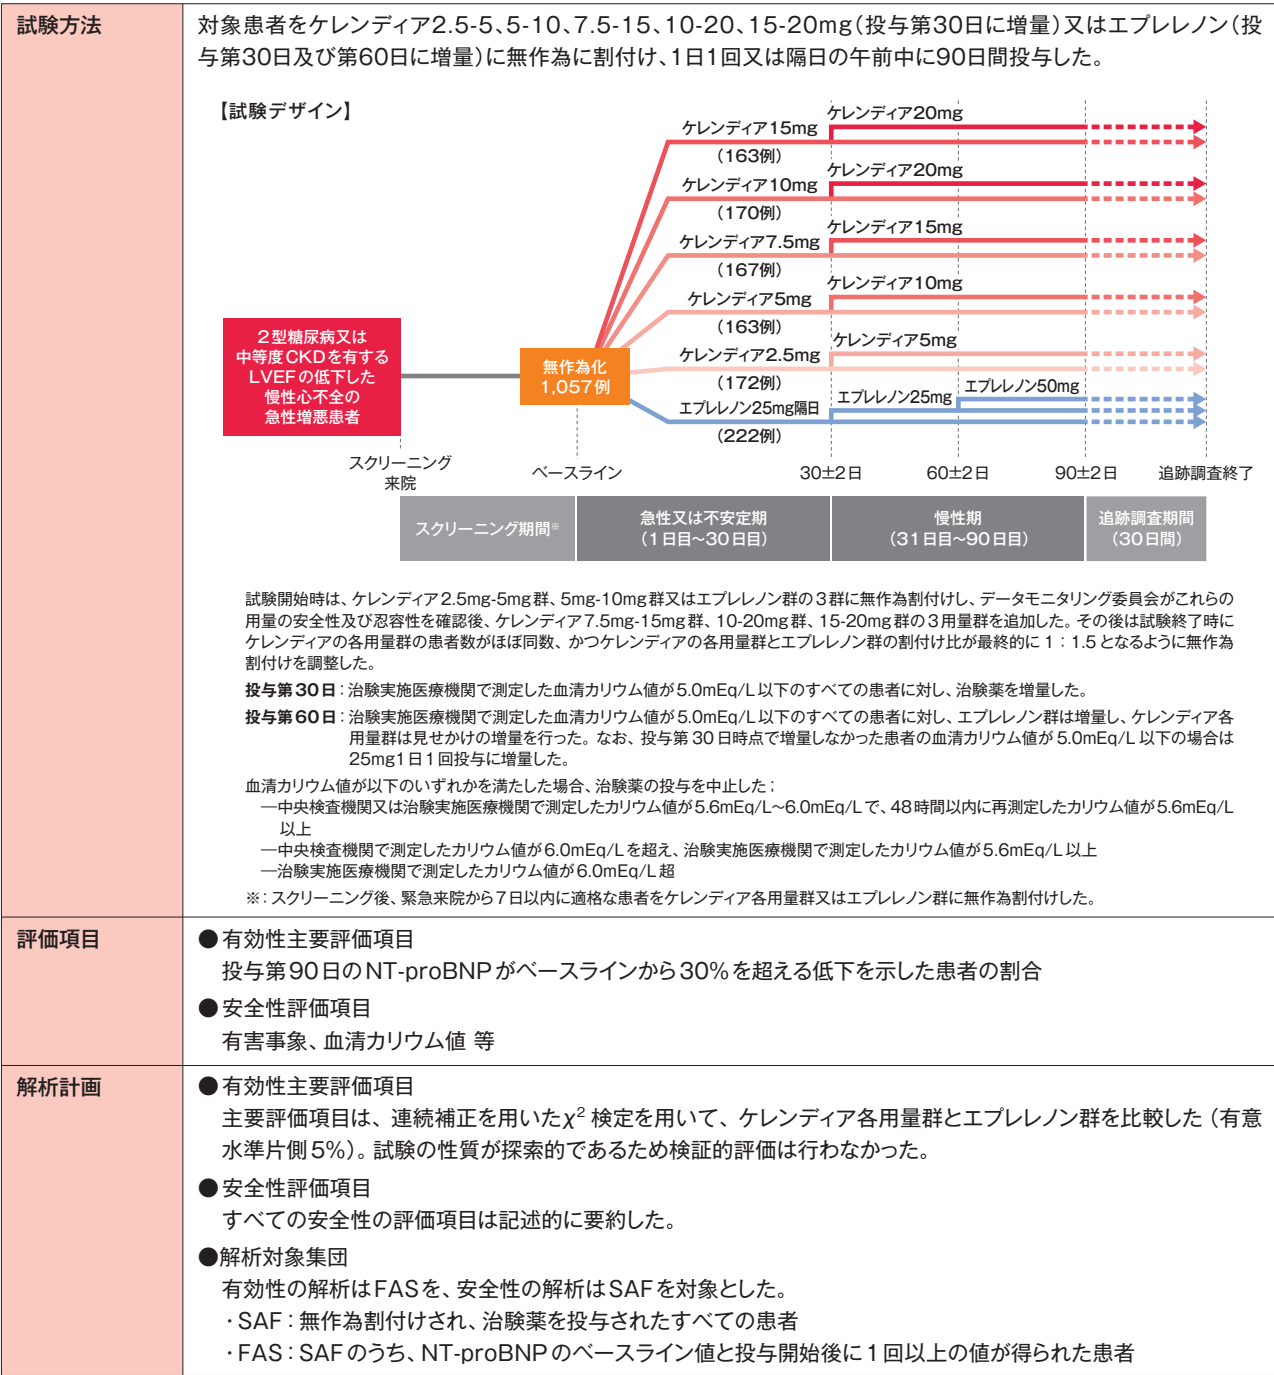 試験方法
対象患者をケレンディア2.5-5、5-10、7.5-15、10-20、15-20mg（投与第30日に増量）又はエプレレノン（投
与第30日及び第60日に増量）に無作為に割付け、1日1回又は隔日の午前中に90日間投与した。
【試験デザイン】
ケレンディア20mg
ケレンディア15mg
（163例）
ケレンディア20mg
ケレンディア10mg
（170例）
ケレンディア15mg
ケレンディア7.5mg
（167例）
ケレンディア10mg
ケレンディア5mg
（163例）
ケレンディア5mg
ケレンディア2.5mg
（172例）
エプレレノン50mg
エプレレノン25mg
エプレレノン25mg隔日
（222例）
2型糖尿病又は
中等度CKDを有する
LVEFの低下した
慢性心不全の
急性増悪患者
無作為化
1,057例
スクリーニング
来院
ベースライン
30±2日
60±2日
90±2日
追跡調査終了
スクリーニング期間※
急性又は不安定期
（1日目～30日目）
慢性期
（31日目～90日目）
追跡調査期間
（30日間）
試験開始時は、ケレンディア2.5mg-5mg群、5mg-10mg群又はエプレレノン群の3群に無作為割付けし、データモニタリング委員会がこれらの
用量の安全性及び忍容性を確認後、ケレンディア7.5mg-15mg群、10-20mg群、15-20mg群の3用量群を追加した。その後は試験終了時に
ケレンディアの各用量群の患者数がほぼ同数、かつケレンディアの各用量群とエプレレノン群の割付け比が最終的に1：1.5となるように無作為
割付けを調整した。
投与第30日：治験実施医療機関で測定した血清カリウム値が5.0mEq/L以下のすべての患者に対し、治験薬を増量した。
投与第60日：治験実施医療機関で測定した血清カリウム値が5.0mEq/L以下のすべての患者に対し、エプレレノン群は増量し、ケレンディア各
用量群は見せかけの増量を行った。なお、投与第30日時点で増量しなかった患者の血清カリウム値が5.0mEq/L以下の場合は
25mg1日1回投与に増量した。
血清カリウム値が以下のいずれかを満たした場合、治験薬の投与を中止した；
―中央検査機関又は治験実施医療機関で測定したカリウム値が5.6mEq/L～6.0mEq/Lで、48時間以内に再測定したカリウム値が5.6mEq/L
以上
―中央検査機関で測定したカリウム値が6.0mEq/Lを超え、治験実施医療機関で測定したカリウム値が5.6mEq/L以上
―治験実施医療機関で測定したカリウム値が6.0mEq/L超
※：スクリーニング後、緊急来院から7日以内に適格な患者をケレンディア各用量群又はエプレレノン群に無作為割付けした。
評価項目
●有効性主要評価項目
投与第90日のNT-proBNPがベースラインから30%を超える低下を示した患者の割合
●安全性評価項目
有害事象、血清カリウム値 等
解析計画
●有効性主要評価項目
主要評価項目は、連続補正を用いたχ² 検定を用いて、ケレンディア各用量群とエプレレノン群を比較した（有意
水準片側5%）。試験の性質が探索的であるため検証的評価は行わなかった。
●安全性評価項目
すべての安全性の評価項目は記述的に要約した。
●解析対象集団
有効性の解析はFASを、安全性の解析はSAFを対象とした。
・SAF：無作為割付けされ、治験薬を投与されたすべての患者
・FAS：SAFのうち、NT-proBNPのベースライン値と投与開始後に1回以上の値が得られた患者